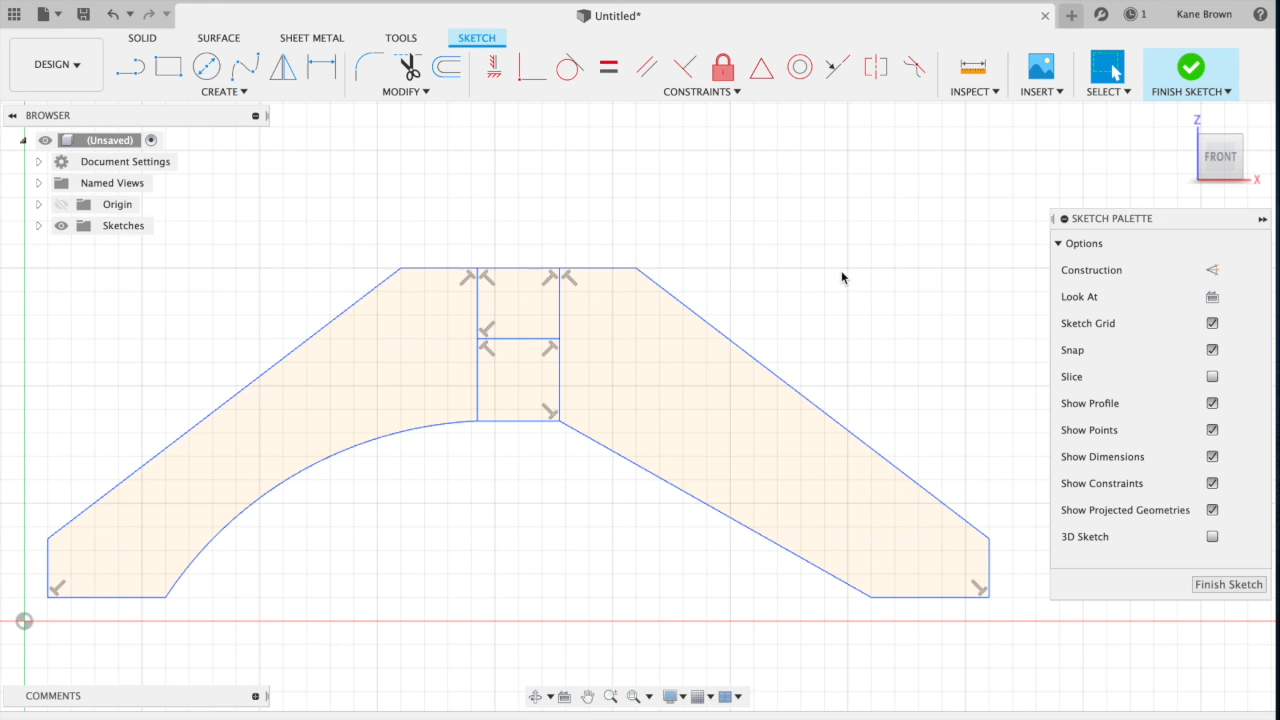 Untitled*
1
Kane Brown
SOLID
SURFACE
SHEET METAL
TOOLS
SKETCH
DESIGN
CREATE
MODIFY
CONSTRAINTS
INSPECT
INSERT
SELECT
FINISH SKETCH
BROWSER
(Unsaved)
Document Settings
Named Views
Origin
Sketches
Z
FRONT
X
SKETCH PALETTE
Options
Construction
Look At
Sketch Grid
Snap
Slice
Show Profile
Show Points
Show Dimensions
Show Constraints
Show Projected Geometries
3D Sketch
Finish Sketch
COMMENTS